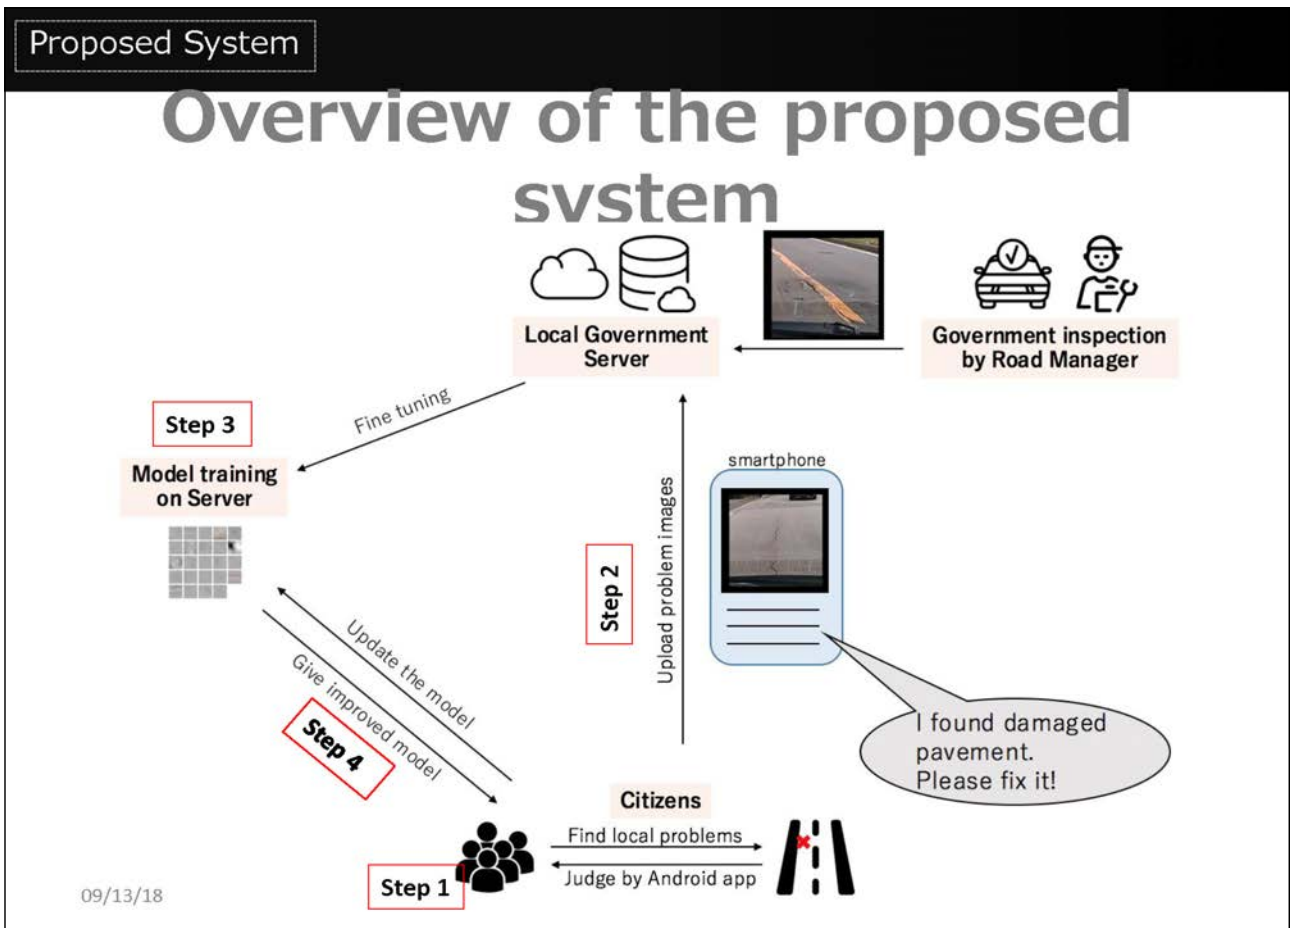 Proposed System
Overview of the proposed
system
Local Government
Server
Government inspection
by Road Manager
Fine tuning
Step 3
Model training
on Server
smartphone
Step 2
Upload problem images
Update the model
Give improved model
Step 4
I found damaged
pavement.
Please fix it!
Citizens
Find local problems
Judge by Android app
Step 1
09/13/18